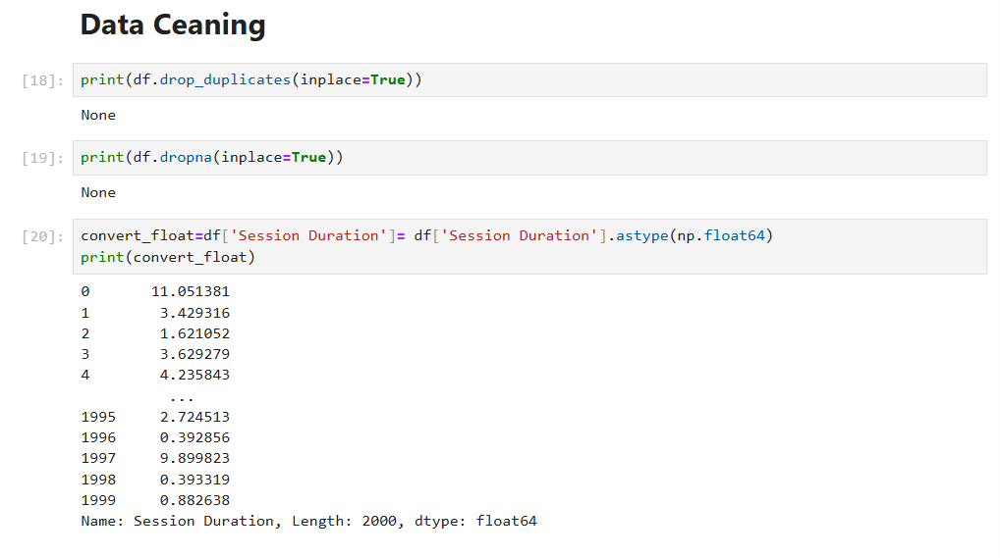 Data Ceaning
[18]: print(df.drop_duplicates(inplace=True))
None
[19]: print(df.dropna(inplace=True))
None
[20]: convert_float=df['Session Duration']= df['Session Duration'].astype(np.float64)
print(convert_float)
0       11.051381
1        3.429316
2        1.621052
3        3.629279
4        4.235843
...
1995     2.724513
1996     0.392856
1997     9.899823
1998     0.393319
1999     0.882638
Name: Session Duration, Length: 2000, dtype: float64